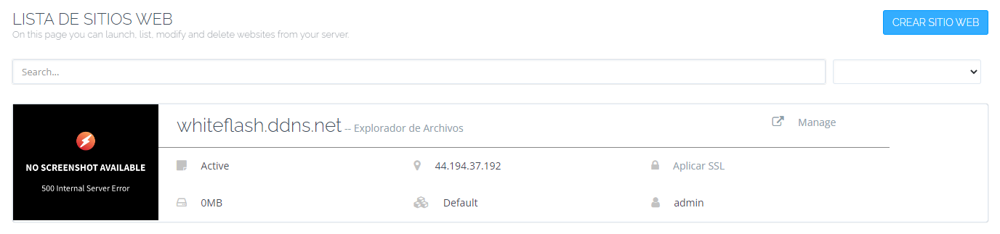 LISTA DE SITIOS WEB
On this page you can launch, list, modify and delete websites from your server.
CREAR SITIO WEB
Search...
whiteflash.ddns.net -- Explorador de Archivos
Manage
NO SCREENSHOT AVAILABLE
500 Internal Server Error
Active
44.194.37.192
Aplicar SSL
0MB
Default
admin